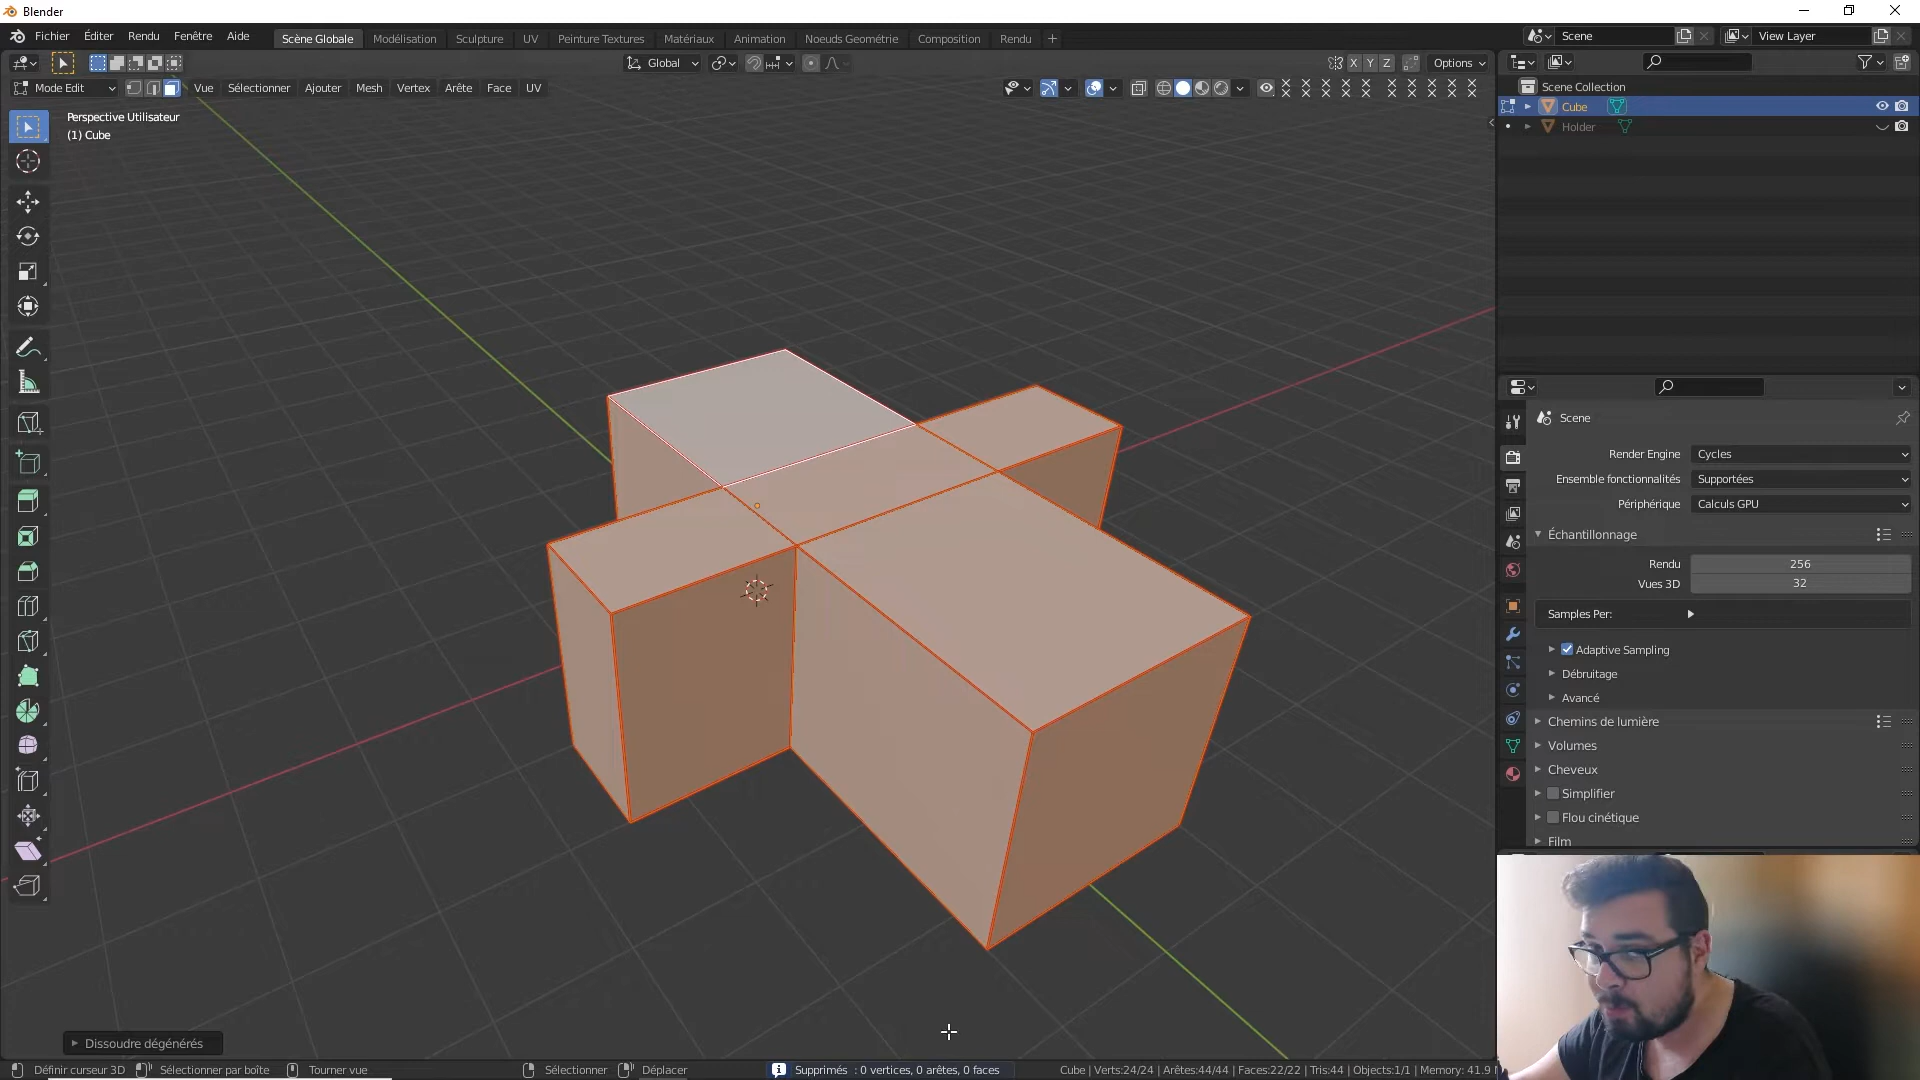 Blender
Fichier Éditer Rendu Fenêtre Aide
Scène Globale Modélisation Sculpture UV Peinture Textures Matériaux Animation Noeuds Geométrie Composition Rendu +
Scene View Layer
Global X Y Z Options
Mode Edit Vue Sélectionner Ajouter Mesh Vertex Arête Face UV
Perspective Utilisateur
(1) Cube
Scene Collection
Cube
Holder
Scene
Render Engine Cycles
Ensemble fonctionnalités Supportées
Périphérique Calculs GPU
Échantillonnage
Rendu 256
Vues 3D 32
Samples Per:
Adaptive Sampling
Débruitage
Avancé
Chemins de lumière
Volumes
Cheveux
Simplifier
Flou cinétique
Film
Dissoudre dégénérés
Définir curseur 3D Sélectionner par boîte Tourner vue Sélectionner Déplacer Supprimés : 0 vertices, 0 arêtes, 0 faces Cube | Verts:24/24 | Arêtes:44/44 | Faces:22/22 | Tris:44 | Objects:1/1 | Memory: 41.9